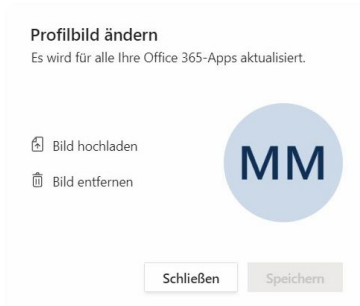 Profilbild ändern
Es wird für alle Ihre Office 365-Apps aktualisiert.
Bild hochladen
MM
Bild entfernen
Schließen
Speichern